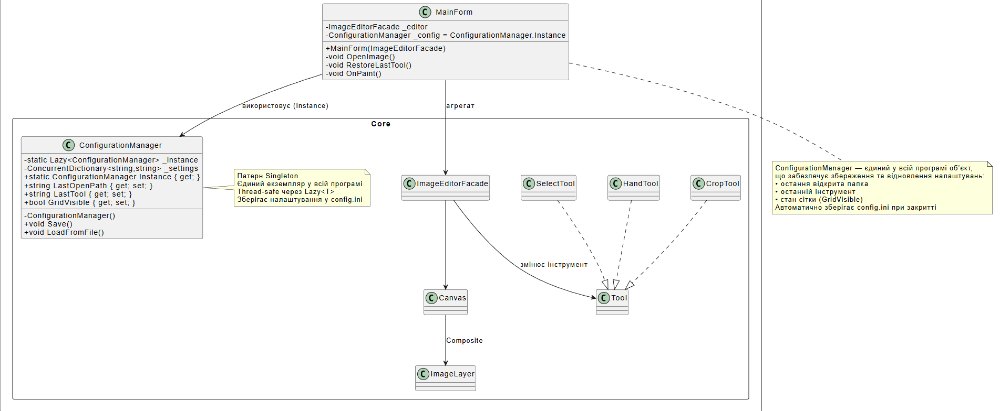 C MainForm
-ImageEditorFacade _editor
-ConfigurationManager _config = ConfigurationManager.Instance
+MainForm(ImageEditorFacade)
-void OpenImage()
-void RestoreLastTool()
-void OnPaint()
використовує (Instance)
агрегат
Core
C ConfigurationManager
-static Lazy<ConfigurationManager> _instance
-ConcurrentDictionary<string,string> _settings
+static ConfigurationManager Instance { get; }
+string LastOpenPath { get; set; }
+string LastTool { get; set; }
+bool GridVisible { get; set; }
-ConfigurationManager()
+void Save()
+void LoadFromFile()
Патерн Singleton
Єдиний екземпляр у всій програмі
Thread-safe через Lazy<T>
Зберігає налаштування у config.ini
C ImageEditorFacade
C SelectTool
C HandTool
C CropTool
ConfigurationManager — єдиний у всій програмі об’єкт,
що забезпечує збереження та відновлення налаштувань:
• остання відкрита папка
• останній інструмент
• стан сітки (GridVisible)
Автоматично зберігає config.ini при закритті
змінює інструмент
C Canvas
C Tool
Composite
C ImageLayer